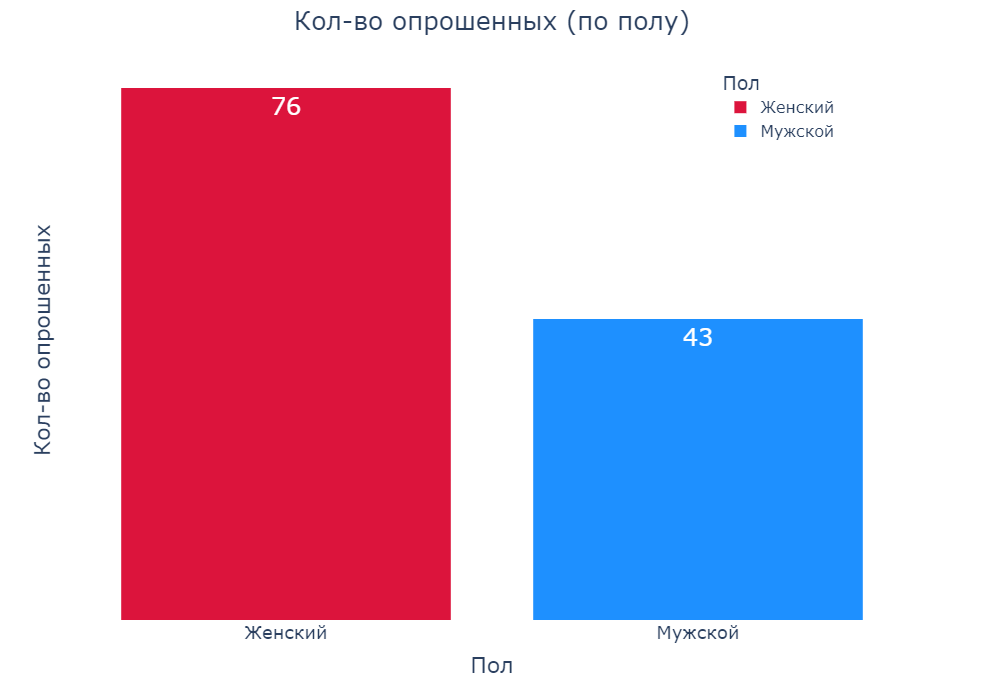 Кол-во опрошенных (по полу)
Пол
Женский
Мужской
76
43
Кол-во опрошенных
Женский
Мужской
Пол